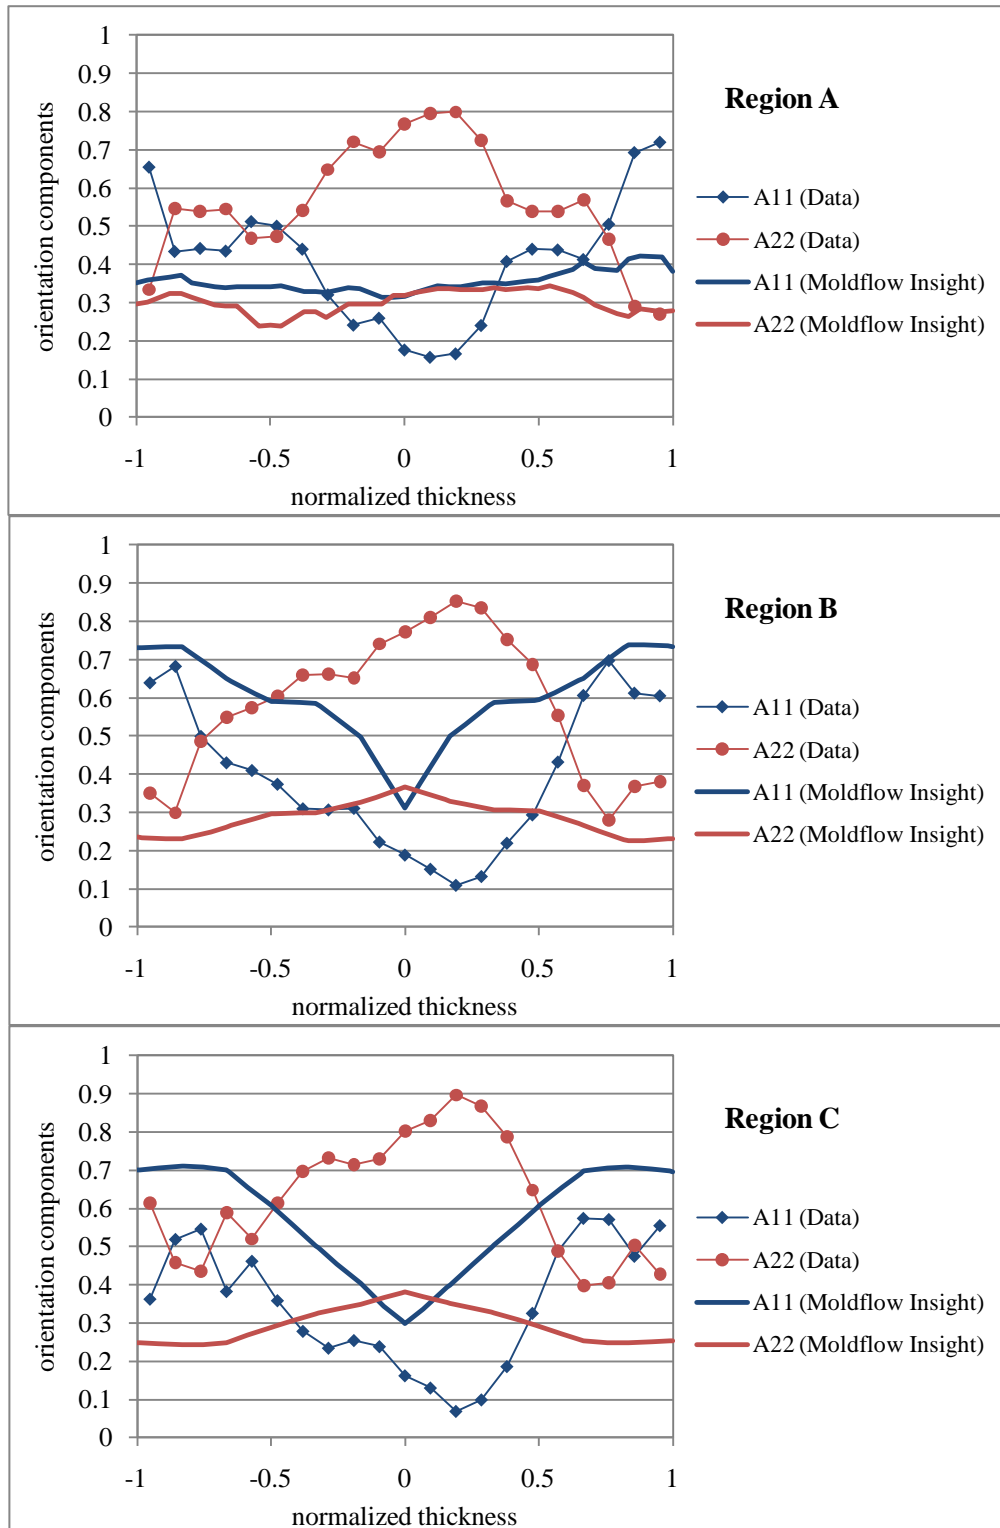 1
0.9
0.8
0.7
0.6
0.5
0.4
0.3
0.2
0.1
0
orientation components
-1 -0.5 0 0.5 1
normalized thickness
Region A
A11 (Data)
A22 (Data)
A11 (Moldflow Insight)
A22 (Moldflow Insight)
1
0.9
0.8
0.7
0.6
0.5
0.4
0.3
0.2
0.1
0
orientation components
-1 -0.5 0 0.5 1
normalized thickness
Region B
A11 (Data)
A22 (Data)
A11 (Moldflow Insight)
A22 (Moldflow Insight)
1
0.9
0.8
0.7
0.6
0.5
0.4
0.3
0.2
0.1
0
orientation components
-1 -0.5 0 0.5 1
normalized thickness
Region C
A11 (Data)
A22 (Data)
A11 (Moldflow Insight)
A22 (Moldflow Insight)